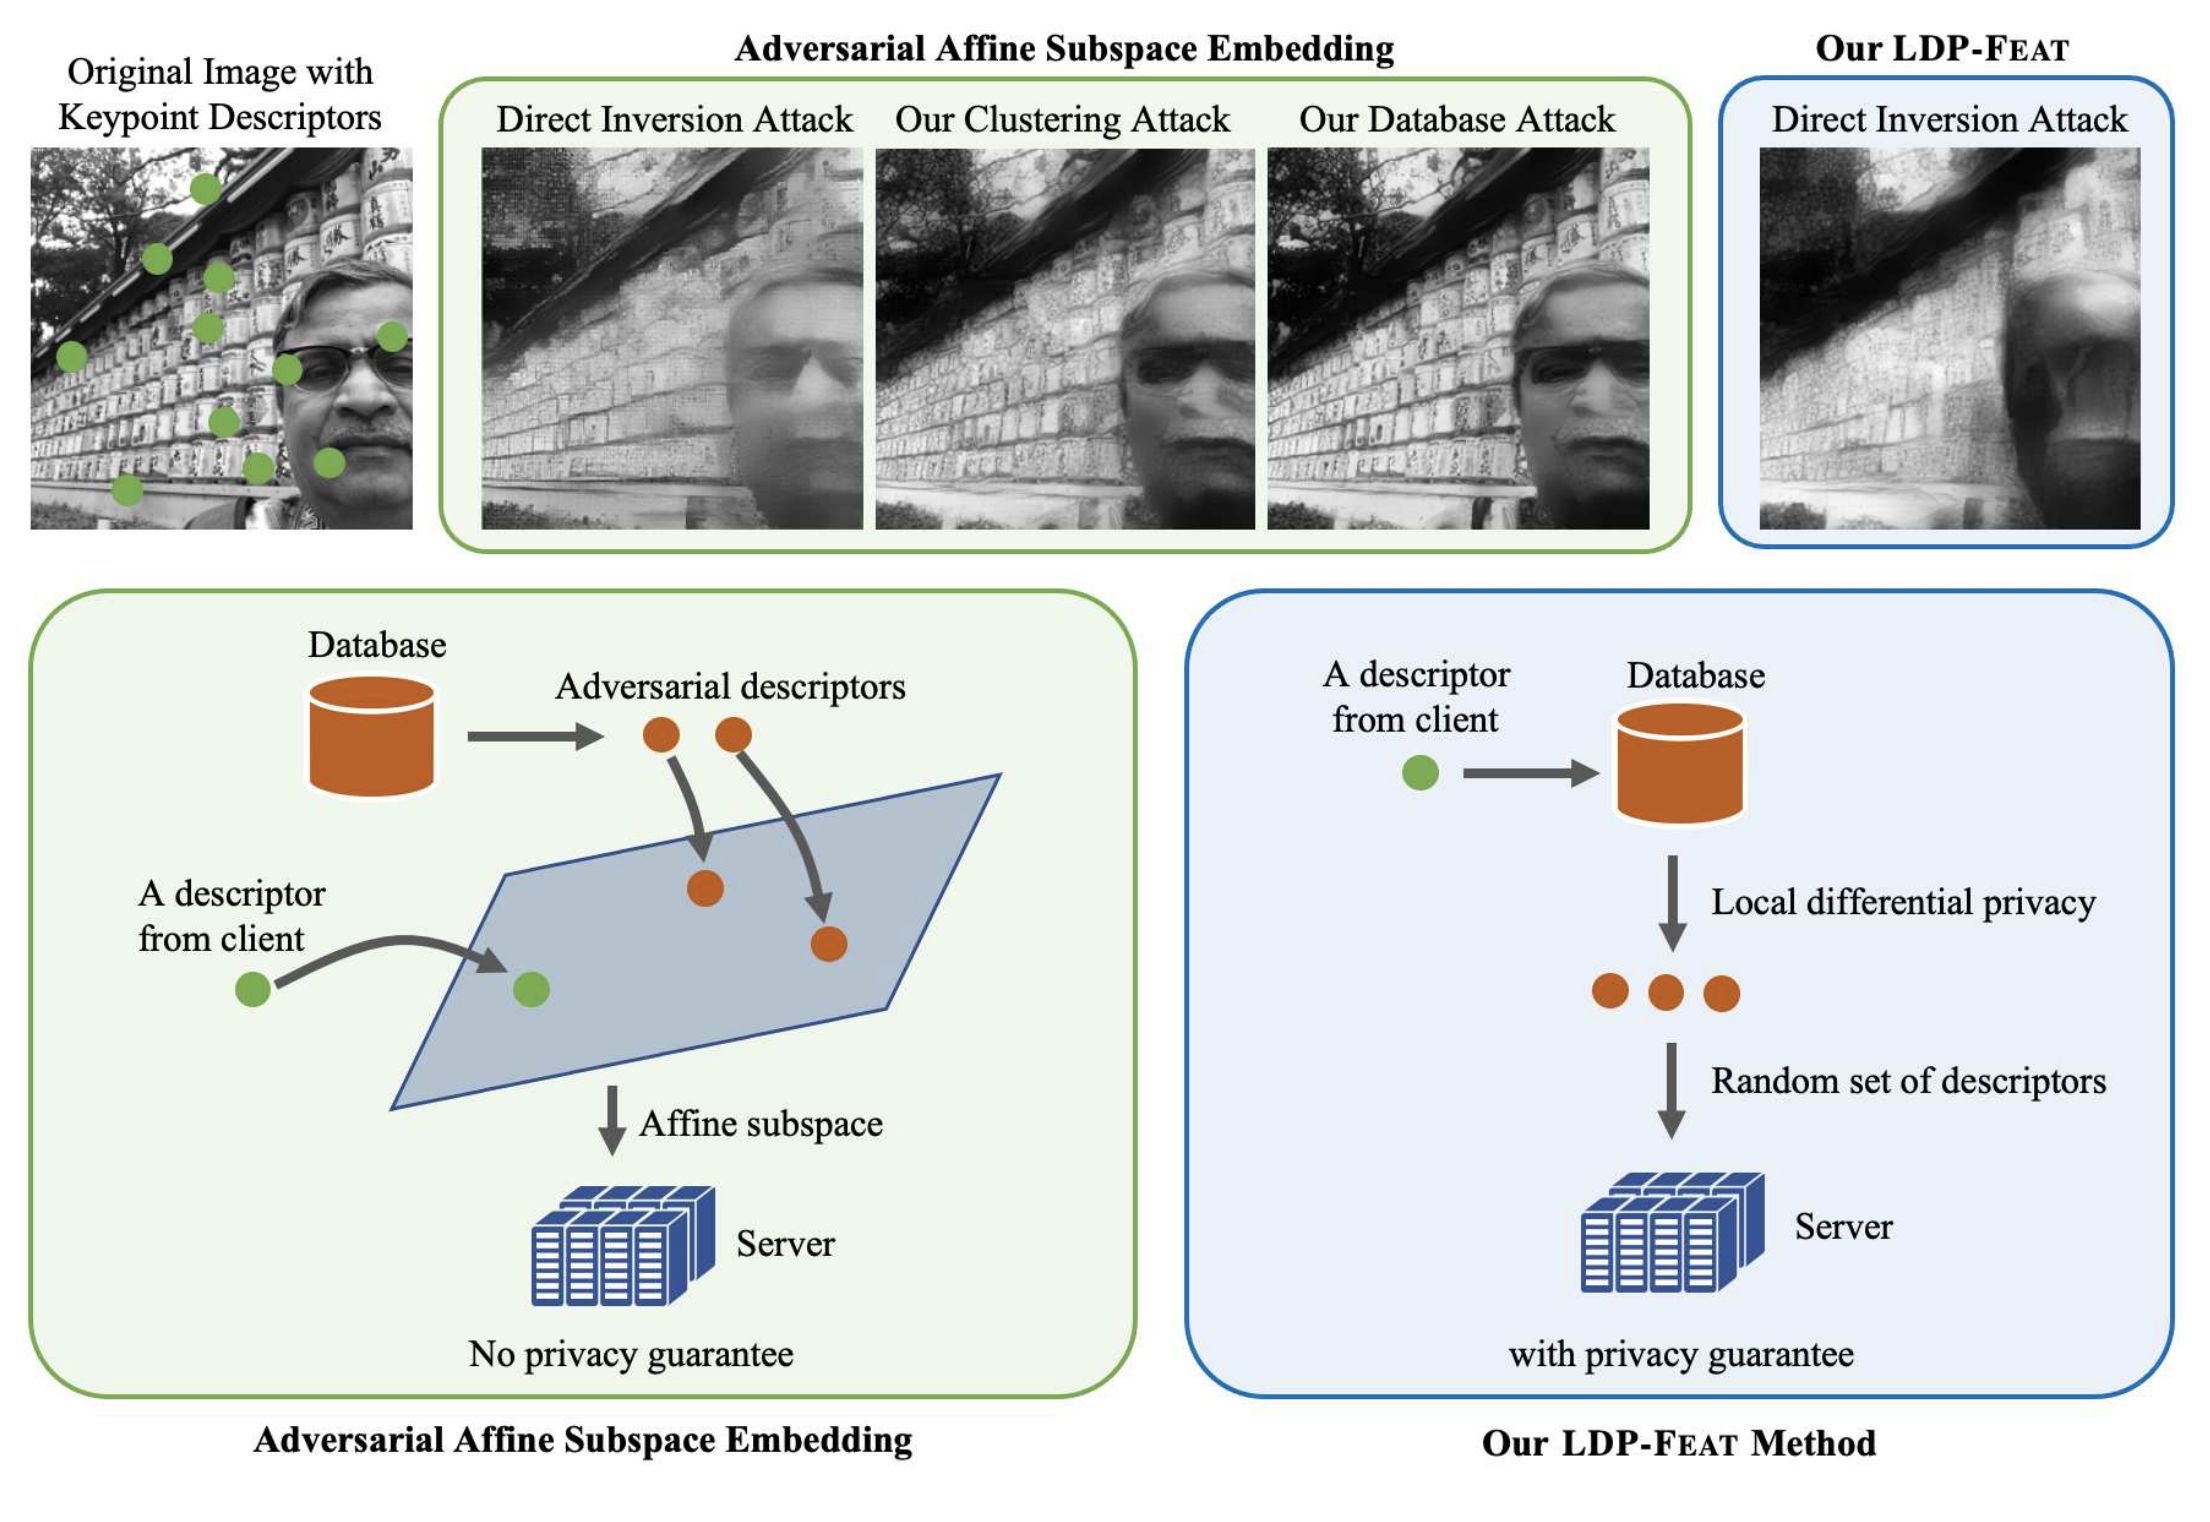 Original Image with
Keypoint Descriptors
Adversarial Affine Subspace Embedding
Direct Inversion Attack
Our Clustering Attack
Our Database Attack
Our LDP-FEAT
Direct Inversion Attack
Database
Adversarial descriptors
A descriptor
from client
Affine subspace
Server
No privacy guarantee
Adversarial Affine Subspace Embedding
A descriptor
from client
Database
Local differential privacy
Random set of descriptors
Server
with privacy guarantee
Our LDP-FEAT Method